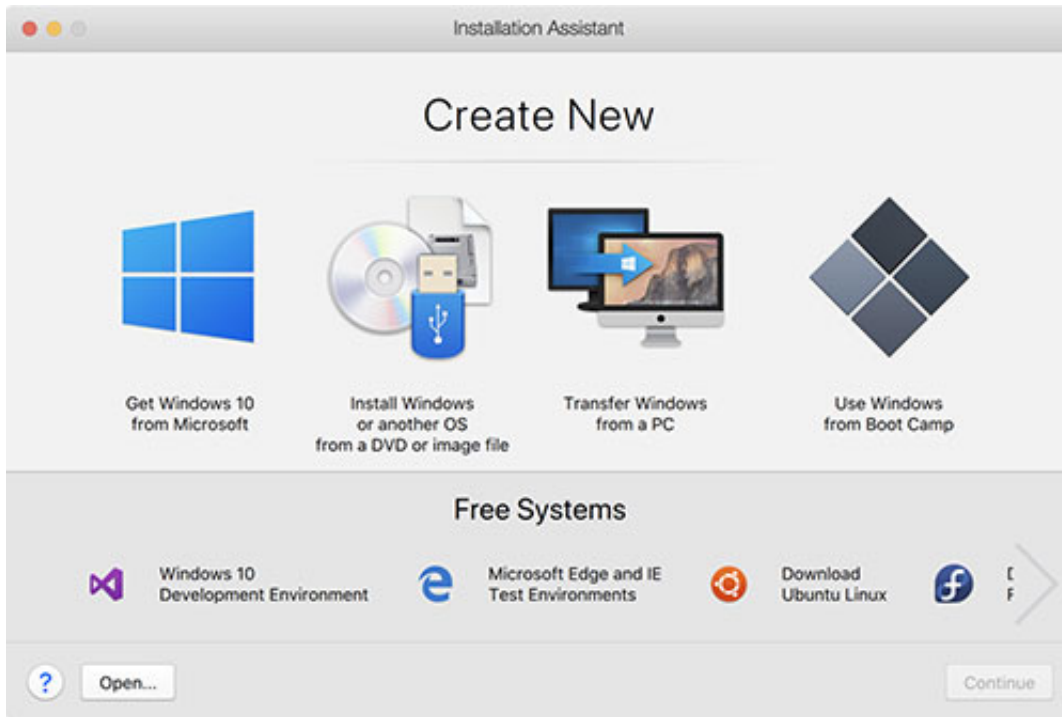 Installation Assistant
Create New
Get Windows 10
from Microsoft
Install Windows
or another OS
from a DVD or image file
Transfer Windows
from a PC
Use Windows
from Boot Camp
Free Systems
Windows 10
Development Environment
Microsoft Edge and IE
Test Environments
Download
Ubuntu Linux
?
Open...
Continue